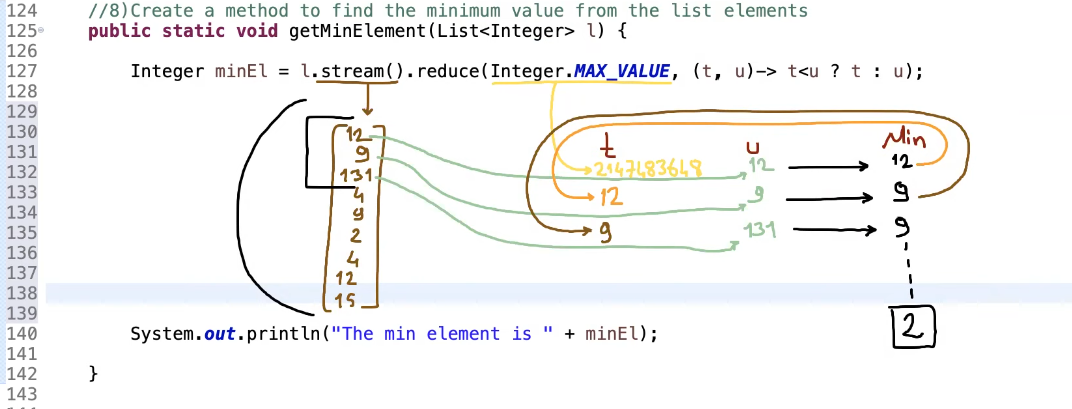 124 //8)Create a method to find the minimum value from the list elements
125 public static void getMinElement(List<Integer> l) {
126
127 Integer minEl = l.stream().reduce(Integer.MAX_VALUE, (t, u)-> t<u ? t : u);
128
129
130 12 t u Min
131 9 2147483648 12 12
132 131
133 4 12 9 9
134 9
135 2 9 131 9
136 4
137 12
138 15
139 2
140 System.out.println("The min element is " + minEl);
141
142 }
143